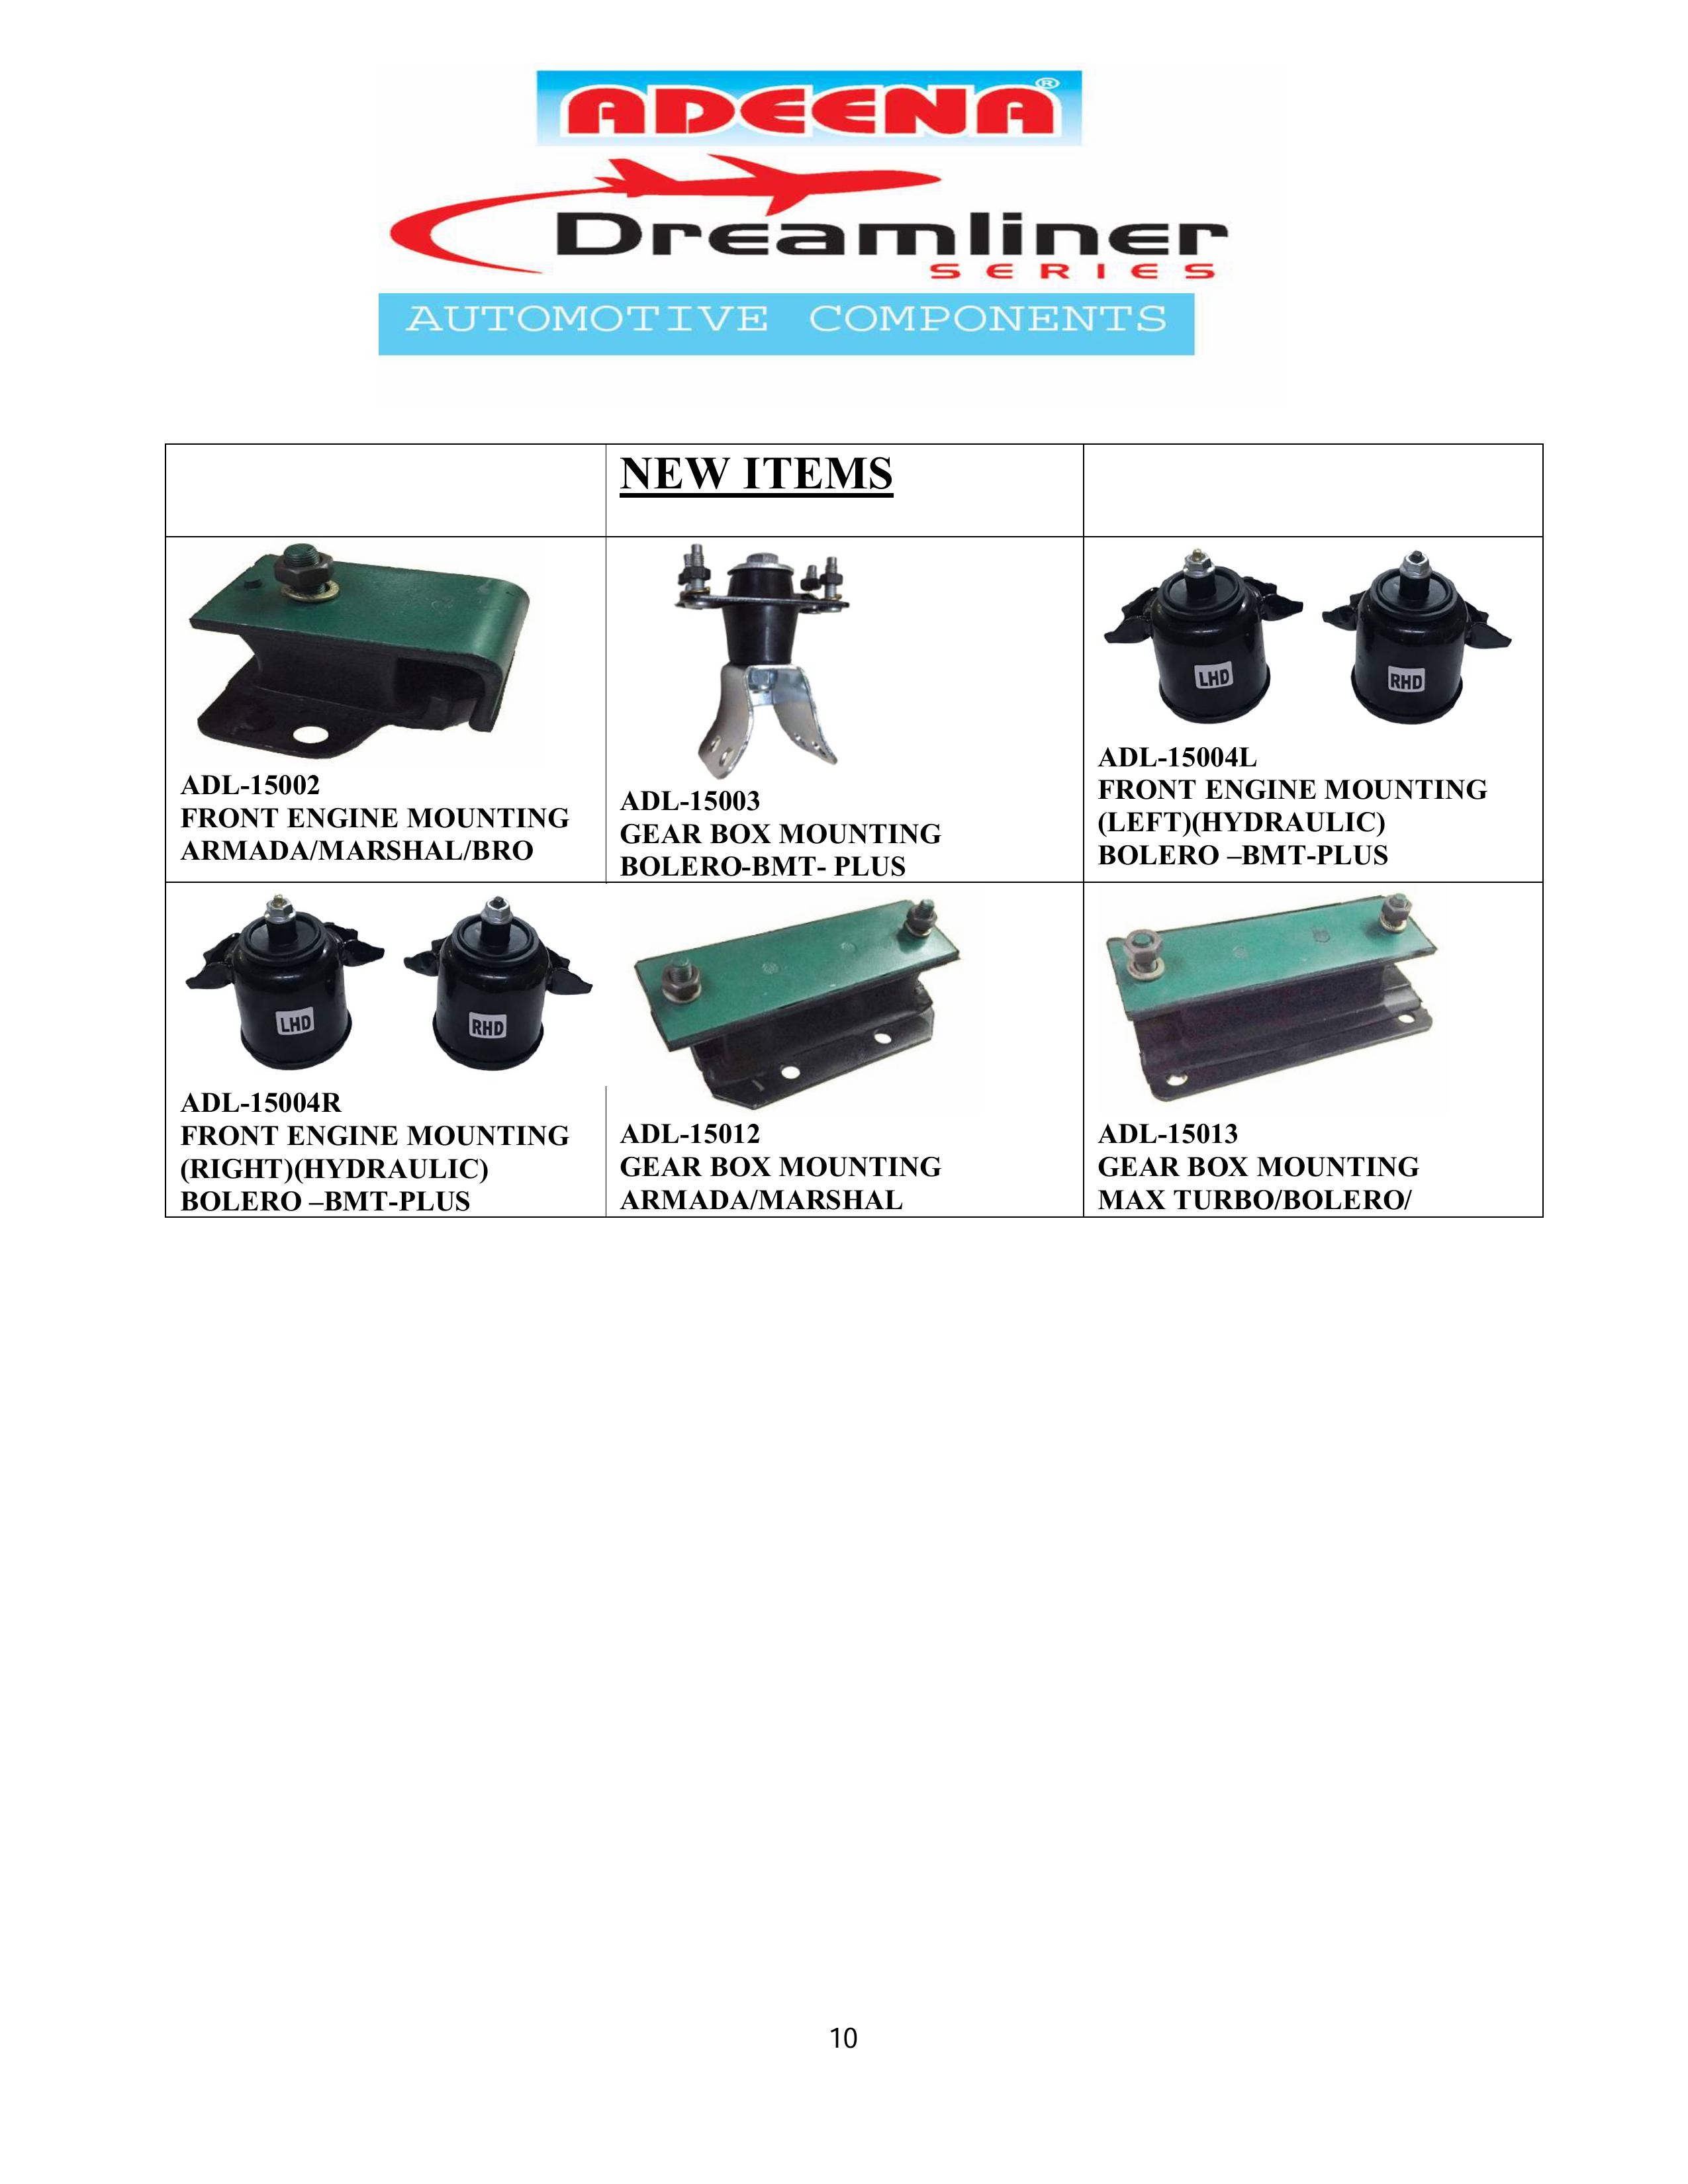 ADEENA®
Dreamliner
SERIES
AUTOMOTIVE COMPONENTS
NEW ITEMS
ADL-15002
FRONT ENGINE MOUNTING
ARMADA/MARSHAL/BRO
ADL-15003
GEAR BOX MOUNTING
BOLERO-BMT- PLUS
LHD
RHD
ADL-15004L
FRONT ENGINE MOUNTING
(LEFT)(HYDRAULIC)
BOLERO –BMT-PLUS
LHD
RHD
ADL-15004R
FRONT ENGINE MOUNTING
(RIGHT)(HYDRAULIC)
BOLERO –BMT-PLUS
ADL-15012
GEAR BOX MOUNTING
ARMADA/MARSHAL
ADL-15013
GEAR BOX MOUNTING
MAX TURBO/BOLERO/
10